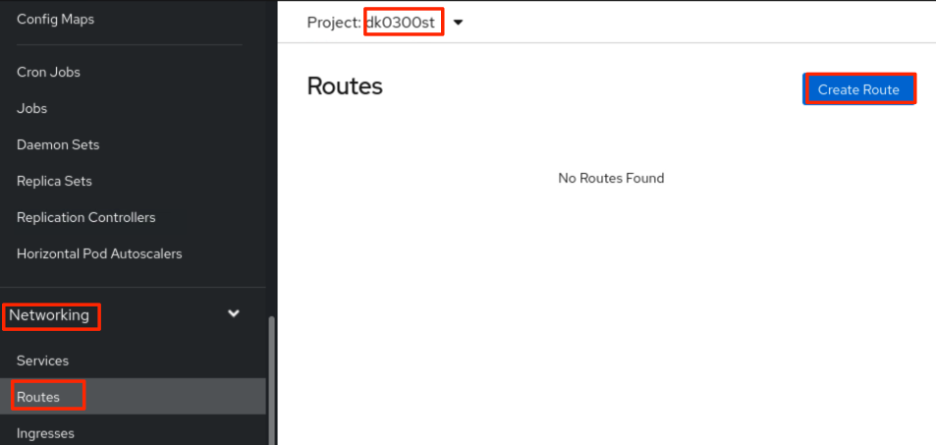 Config Maps
Cron Jobs
Jobs
Daemon Sets
Replica Sets
Replication Controllers
Horizontal Pod Autoscalers
Networking
Services
Routes
Ingresses
Project: dk0300st
Routes
Create Route
No Routes Found